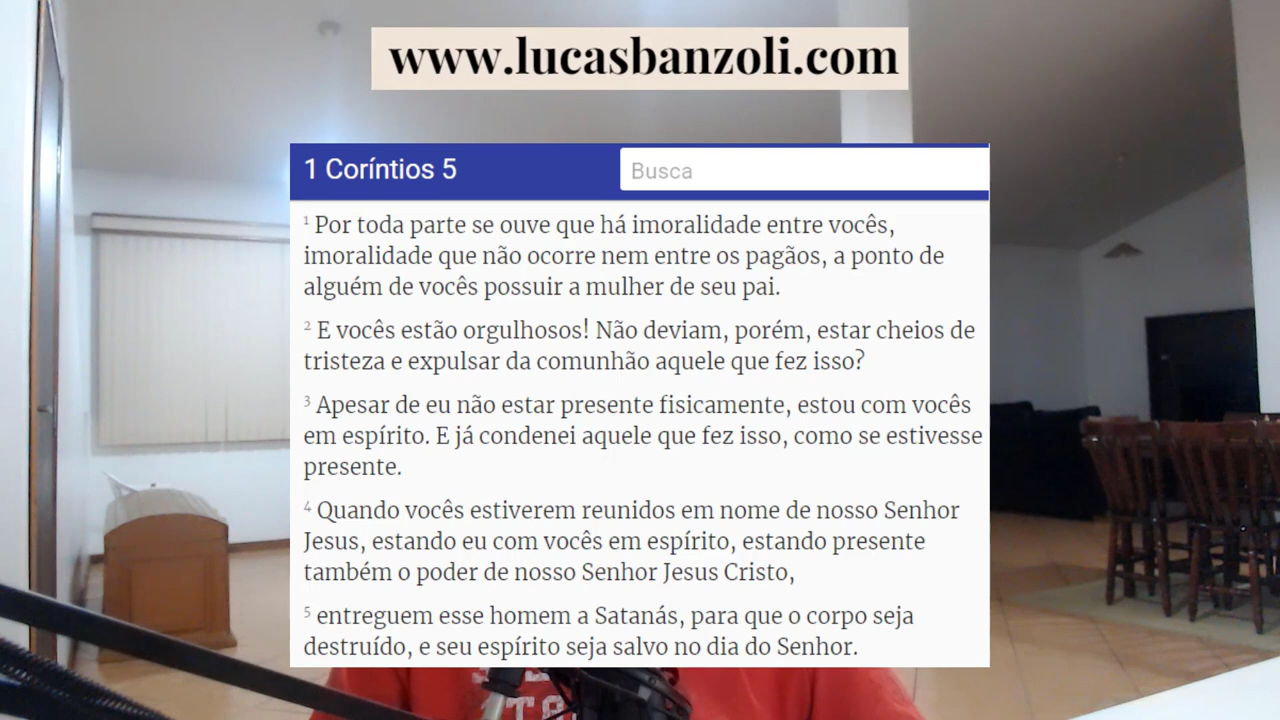 www.lucasbanzoli.com
1 Coríntios 5
Busca
1 Por toda parte se ouve que há imoralidade entre vocês,
imoralidade que não ocorre nem entre os pagãos, a ponto de
alguém de vocês possuir a mulher de seu pai.
2 E vocês estão orgulhosos! Não deviam, porém, estar cheios de
tristeza e expulsar da comunhão aquele que fez isso?
3 Apesar de eu não estar presente fisicamente, estou com vocês
em espírito. E já condenei aquele que fez isso, como se estivesse
presente.
4 Quando vocês estiverem reunidos em nome de nosso Senhor
Jesus, estando eu com vocês em espírito, estando presente
também o poder de nosso Senhor Jesus Cristo,
5 entreguem esse homem a Satanás, para que o corpo seja
destruído, e seu espírito seja salvo no dia do Senhor.